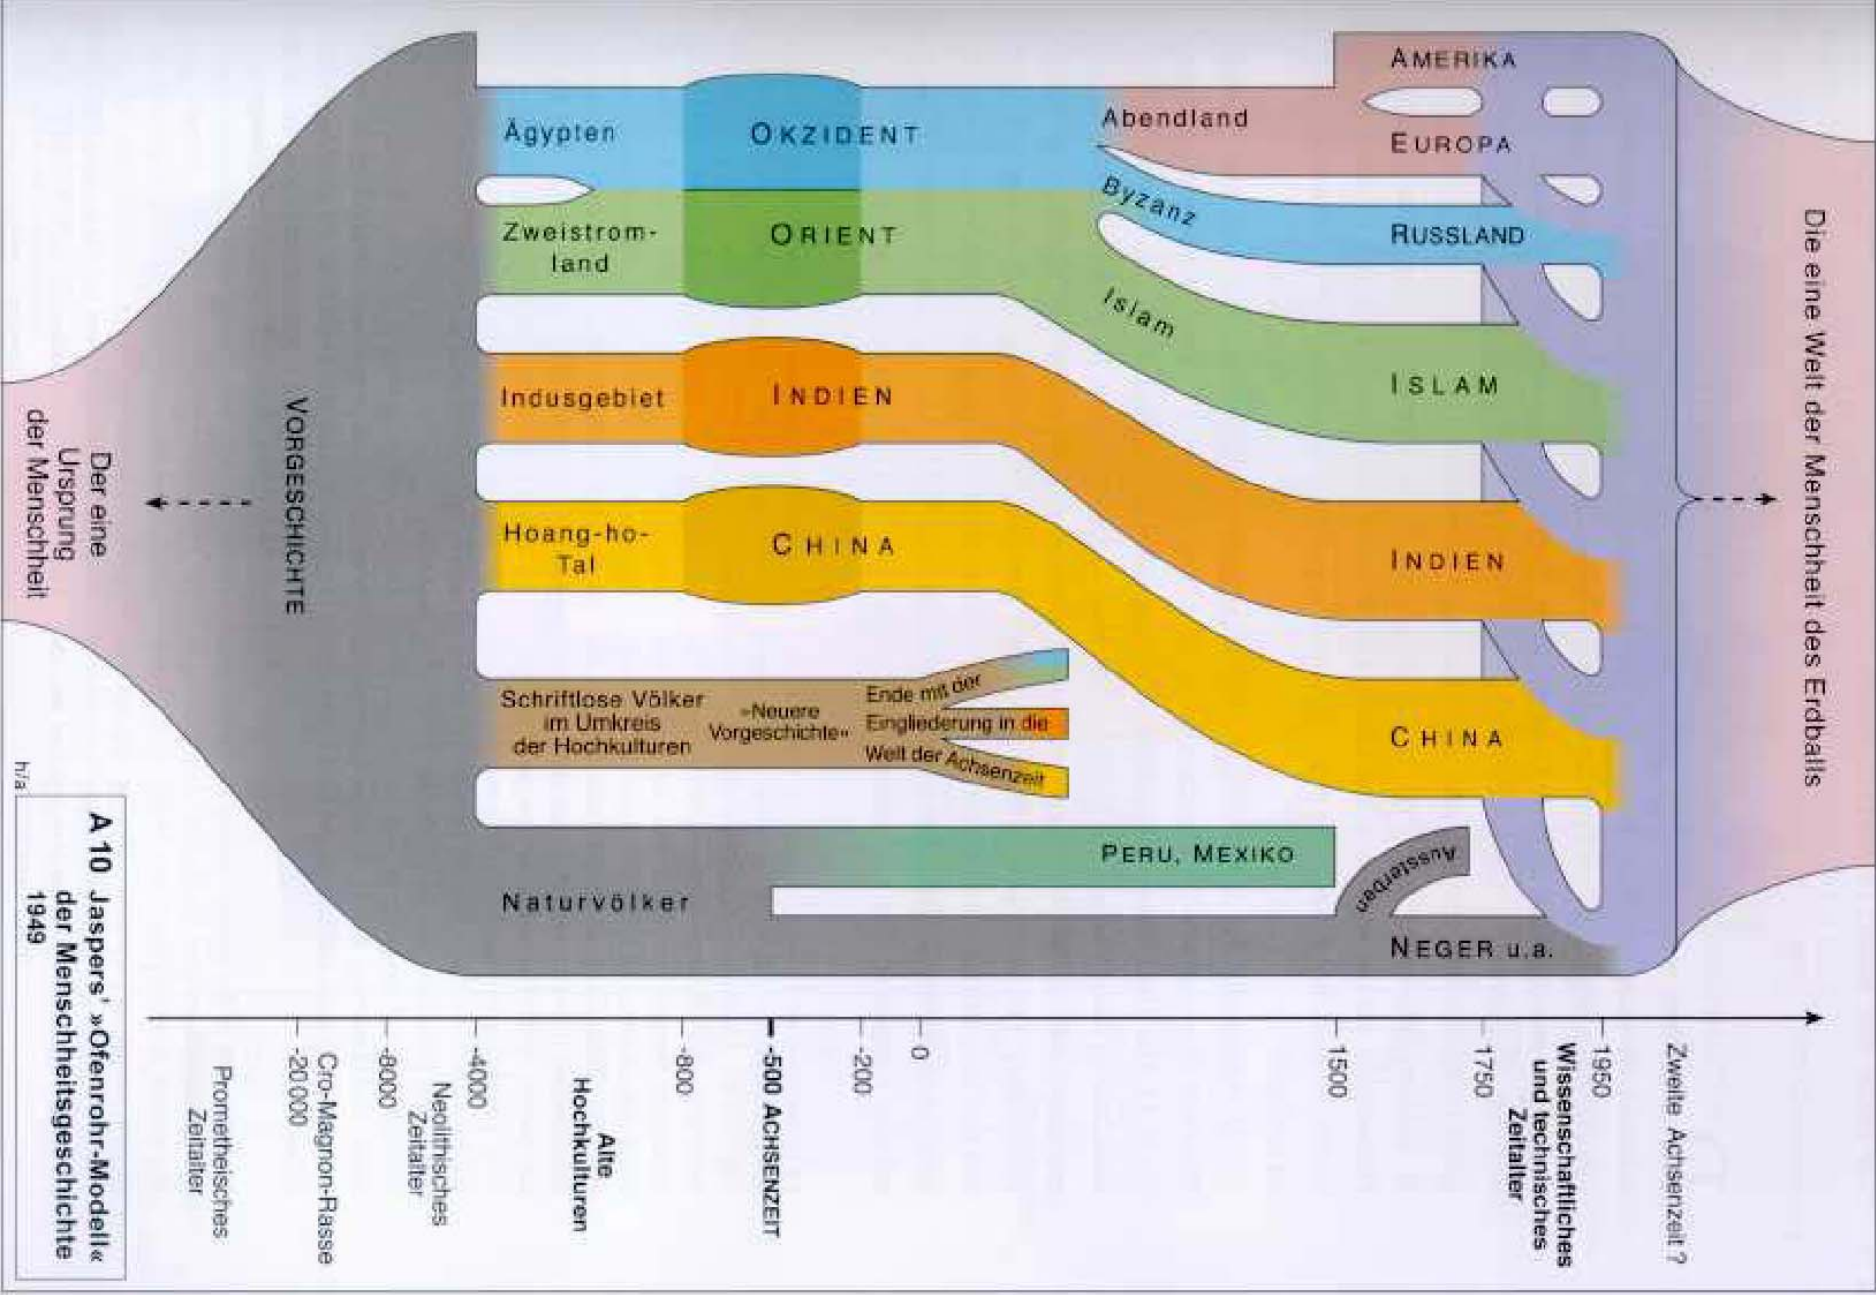 AMERIKA
Abendland
EUROPA
Ägypten
OKZIDENT
Byzanz
RUSSLAND
Zweistrom-
land
ORIENT
Islam
ISLAM
Indusgebiet
INDIEN
INDIEN
Hoang-ho-
Tal
CHINA
CHINA
Schriftlose Völker
im Umkreis
der Hochkulturen
»Neuere
Vorgeschichte«
Ende mit der
Eingliederung in die
Welt der Achsenzeit
PERU, MEXIKO
Aussterben
Naturvölker
NEGER u.a.
VORGESCHICHTE
Der eine
Ursprung
der Menschheit
Die eine Welt der Menschheit des Erdballs
Prometheisches
Zeitalter
-20000
Cro-Magnon-Rasse
-8000
Neolithisches
Zeitalter
-4000
Alte
Hochkulturen
-800
-500 ACHSENZEIT
-200
0
1500
1750
Wissenschaftliches
und technisches
Zeitalter
1950
Zweite Achsenzeit ?
h/a
A 10 Jaspers' »Ofenrohr-Modell«
der Menschheitsgeschichte
1949